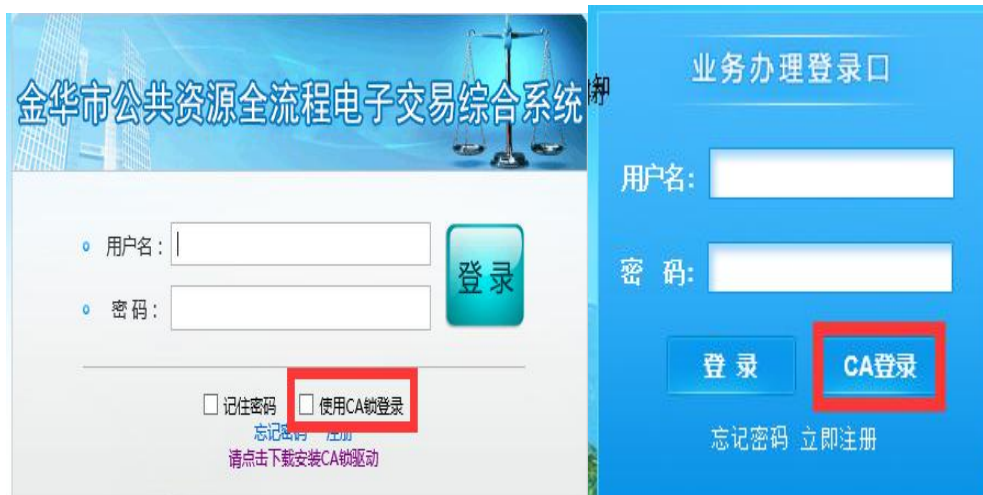 金华市公共资源全流程电子交易综合系统
用户名：
密 码：
登 录
记住密码 使用CA锁登录
忘记密码 注册
请点击下载安装CA锁驱动
知
业务办理登录口
用户名：
密 码：
登 录 CA登录
忘记密码 立即注册